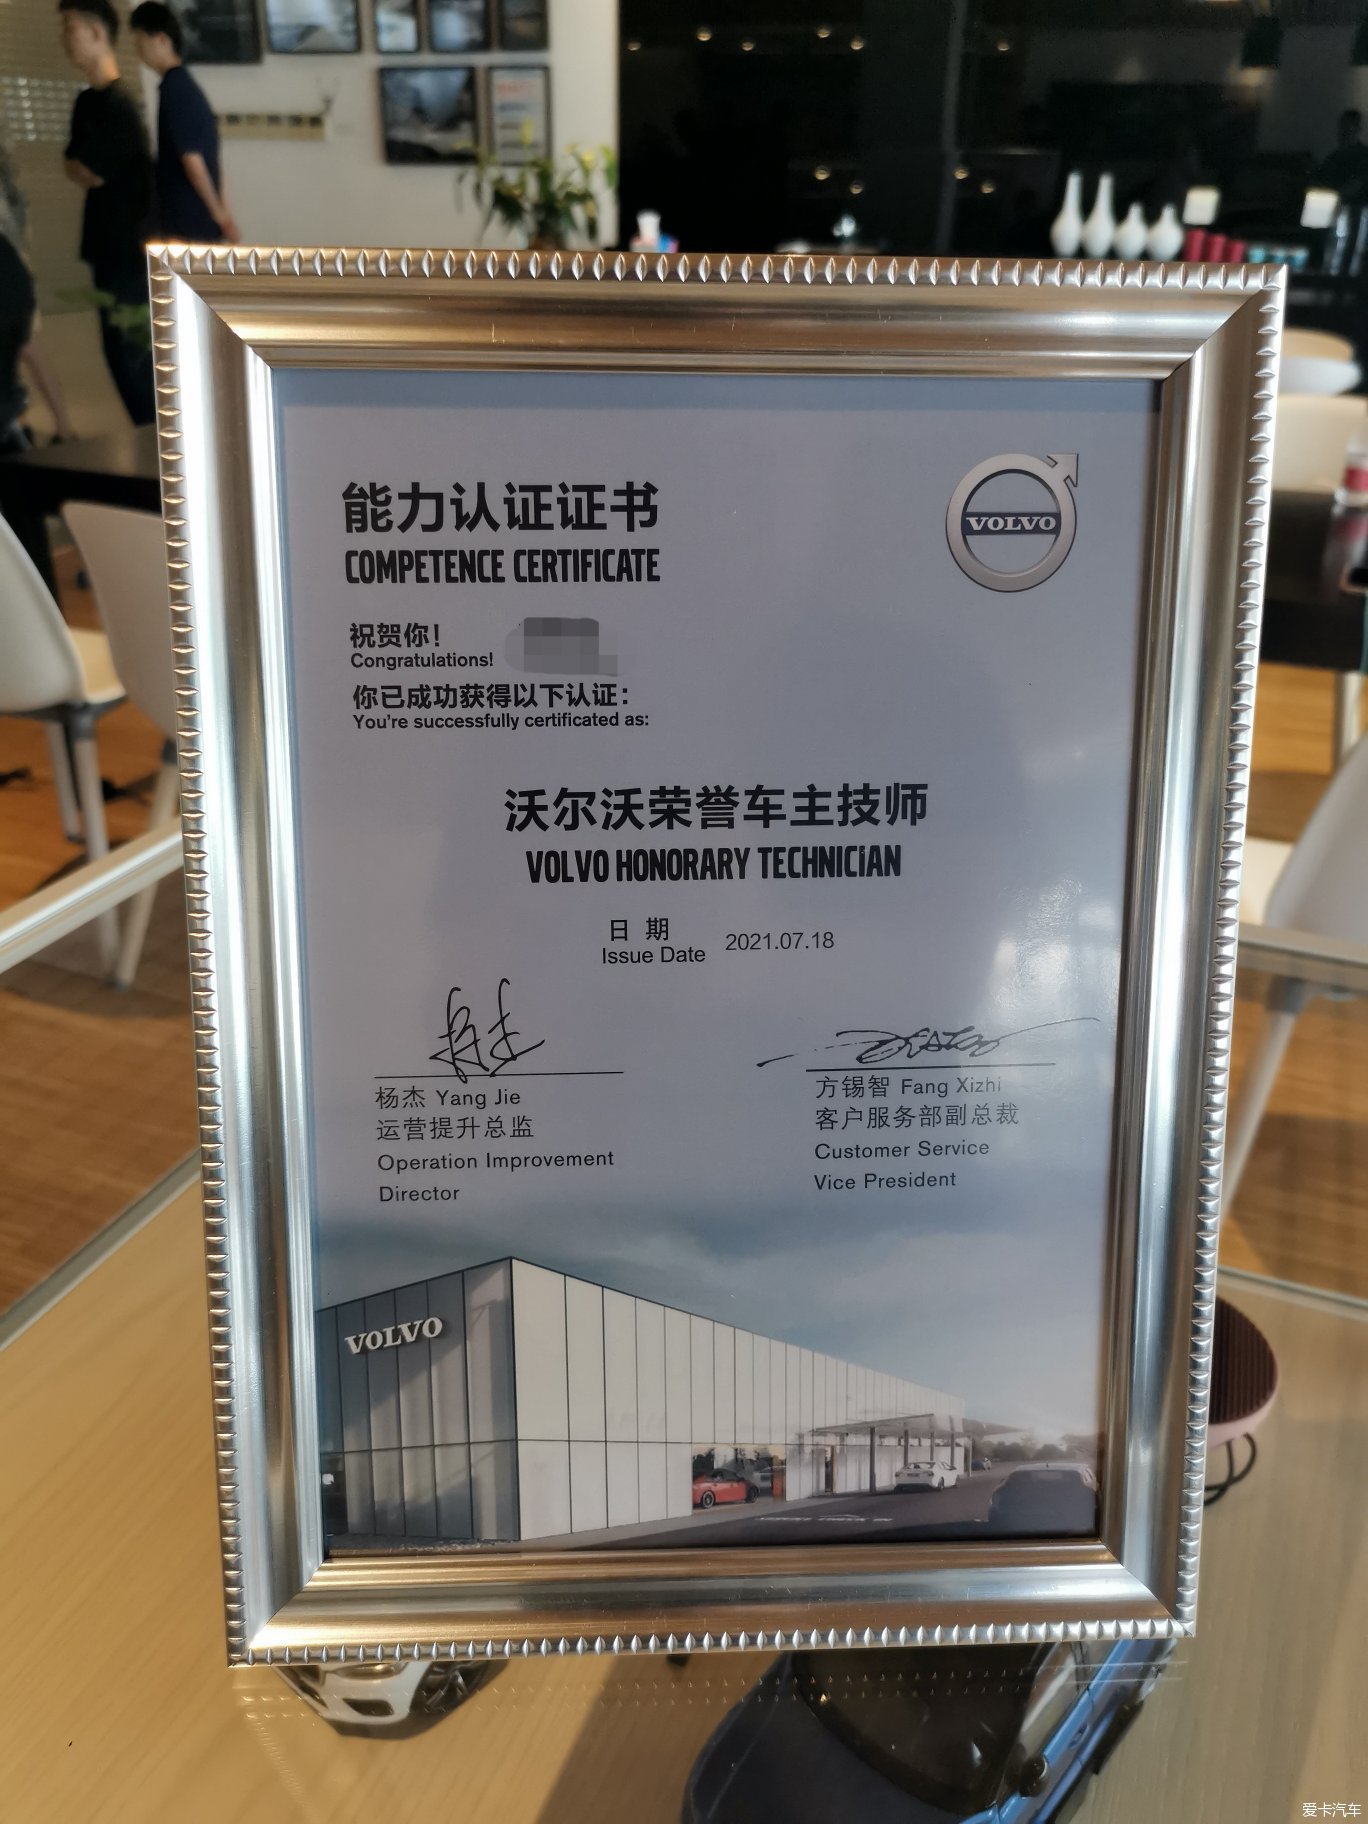 能力认证证书
COMPETENCE CERTIFICATE
VOLVO
祝贺你！
Congratulations!
你已成功获得以下认证：
You're successfully certificated as:
沃尔沃荣誉车主技师
VOLVO HONORARY TECHNICIAN
日 期
Issue Date 2021.07.18
杨杰 Yang Jie
运营提升总监
Operation Improvement
Director
方锡智 Fang Xizhi
客户服务部副总裁
Customer Service
Vice President
VOLVO
爱卡汽车